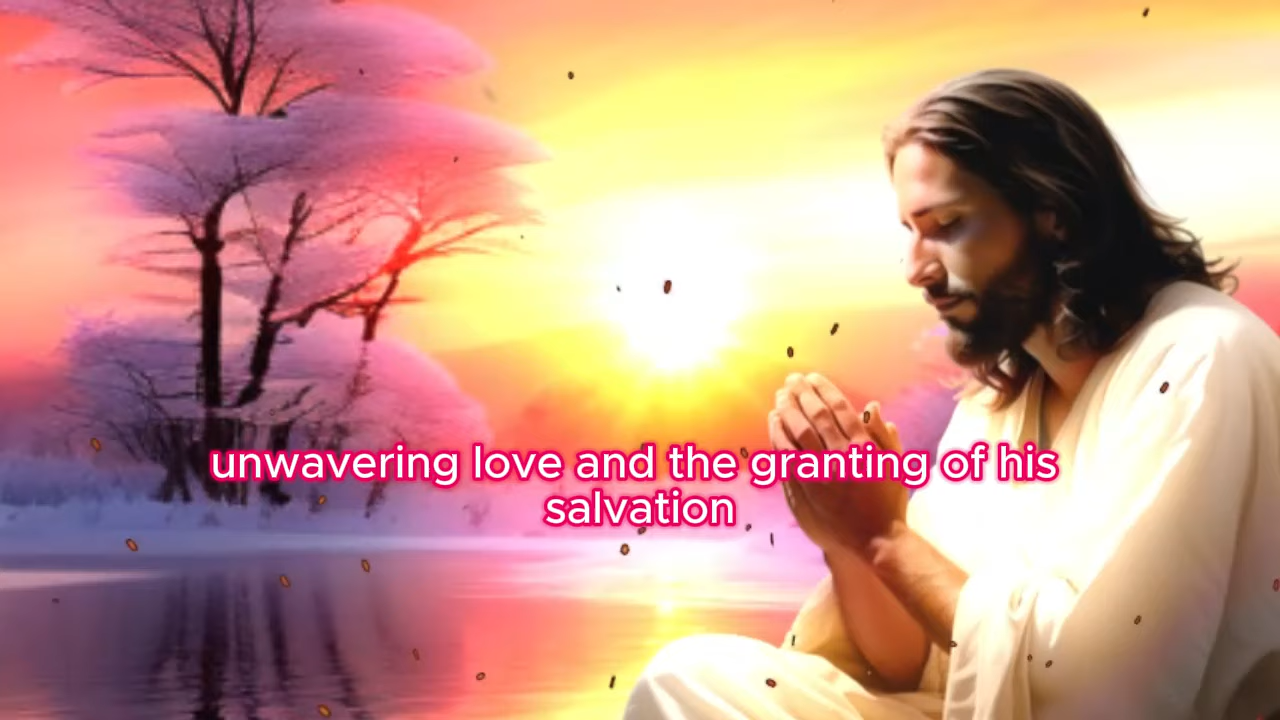 unwavering love and the granting of his
salvation